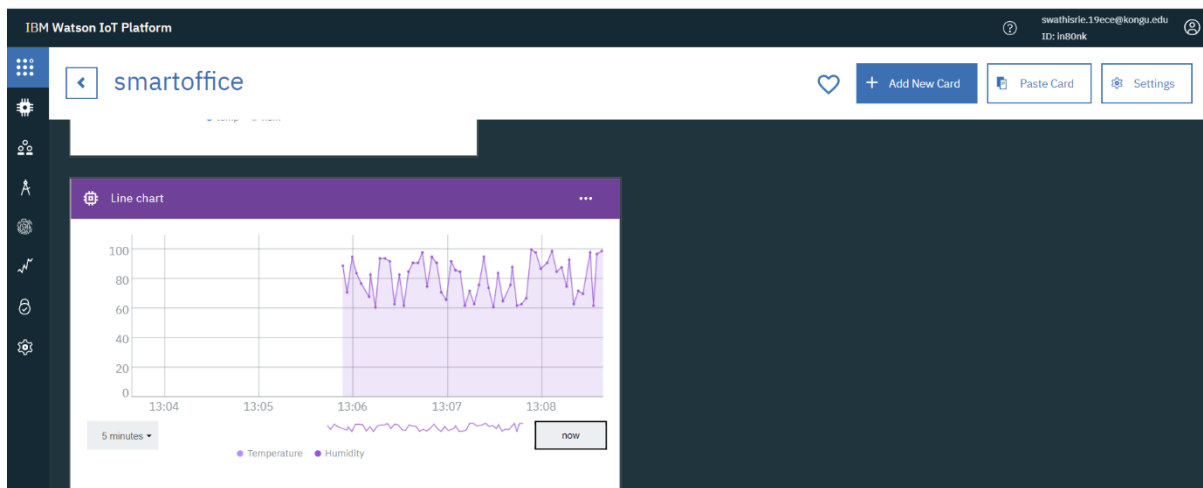 IBM Watson IoT Platform
swathisrie.19ece@kongu.edu
ID: in80nk
smartoffice
+ Add New Card
Paste Card
Settings
Line chart
100
80
60
40
20
0
13:04 13:05 13:06 13:07 13:08
5 minutes
now
Temperature Humidity